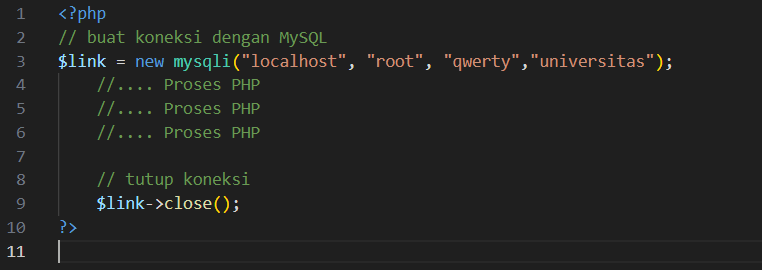 1 <?php
2 // buat koneksi dengan MySQL
3 $link = new mysqli("localhost", "root", "qwerty","universitas");
4 //.... Proses PHP
5 //.... Proses PHP
6 //.... Proses PHP
7
8 // tutup koneksi
9 $link->close();
10 ?>
11